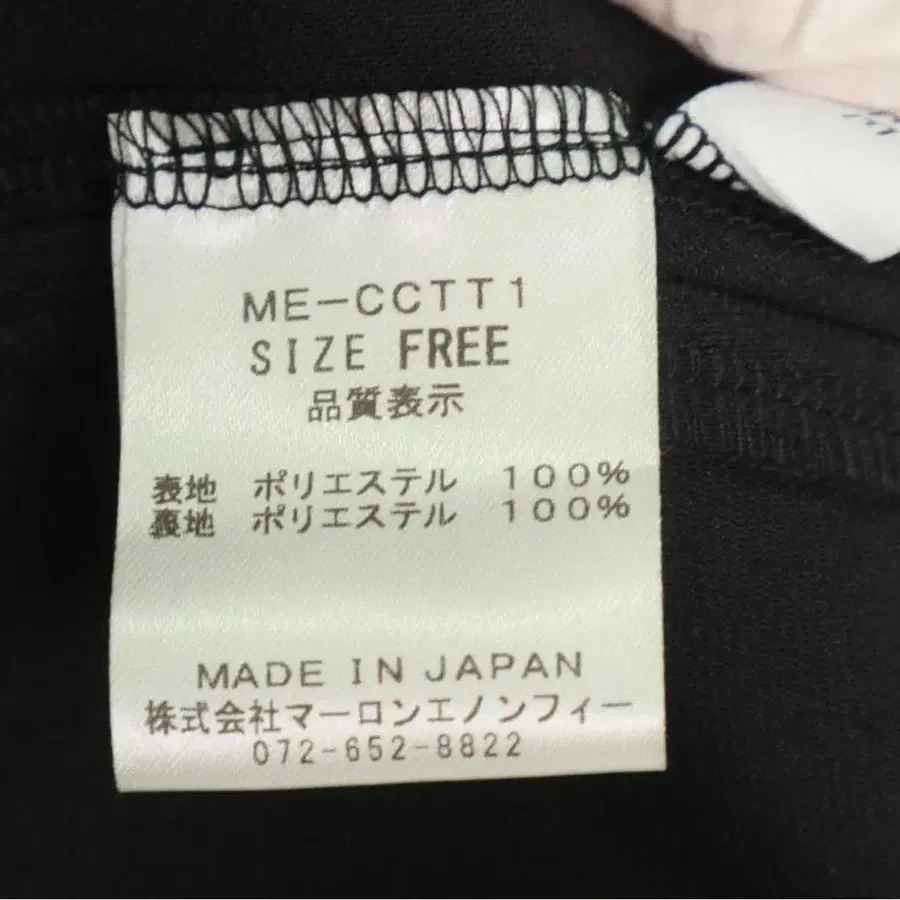 ME-CCTT1
SIZE FREE
品質表示
表地 ポリエステル 100%
裏地 ポリエステル 100%
MADE IN JAPAN
株式会社マーロンエノンフィー
072-652-8822